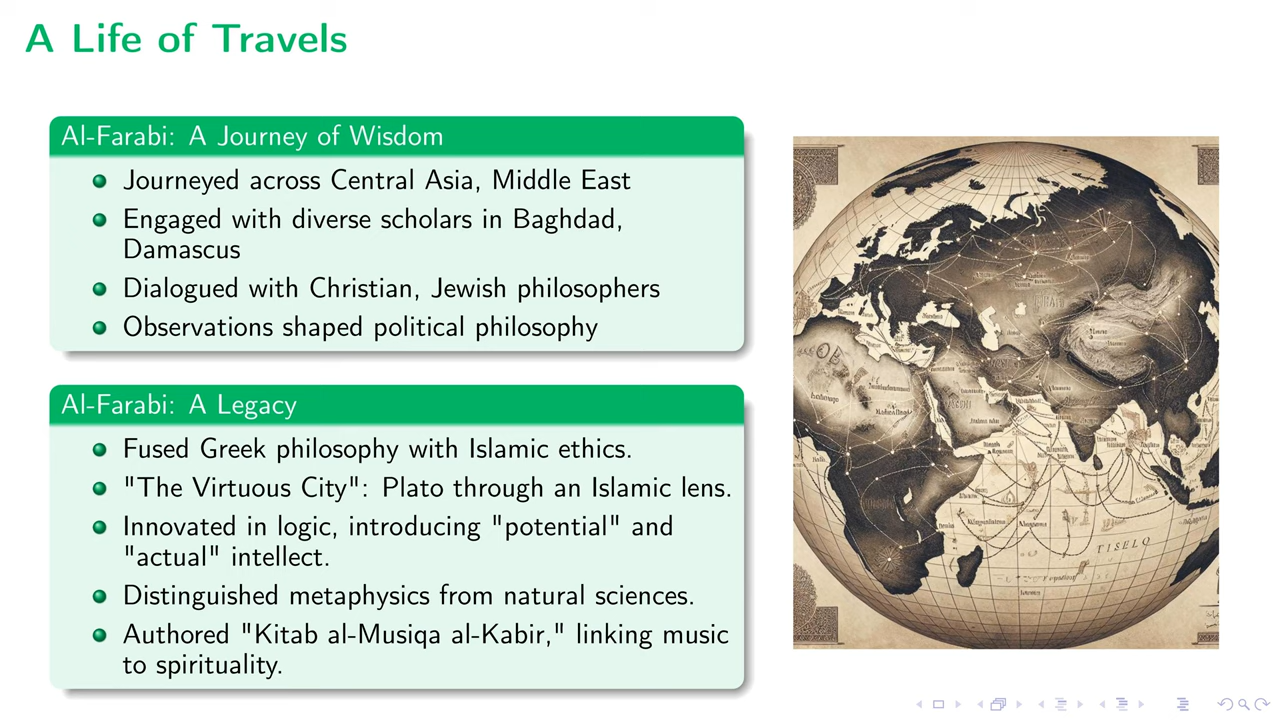 A Life of Travels
Al-Farabi: A Journey of Wisdom
Journeyed across Central Asia, Middle East
Engaged with diverse scholars in Baghdad,
Damascus
Dialogued with Christian, Jewish philosophers
Observations shaped political philosophy
Al-Farabi: A Legacy
Fused Greek philosophy with Islamic ethics.
"The Virtuous City": Plato through an Islamic lens.
Innovated in logic, introducing "potential" and
"actual" intellect.
Distinguished metaphysics from natural sciences.
Authored "Kitab al-Musiqa al-Kabir," linking music
to spirituality.
TISELO